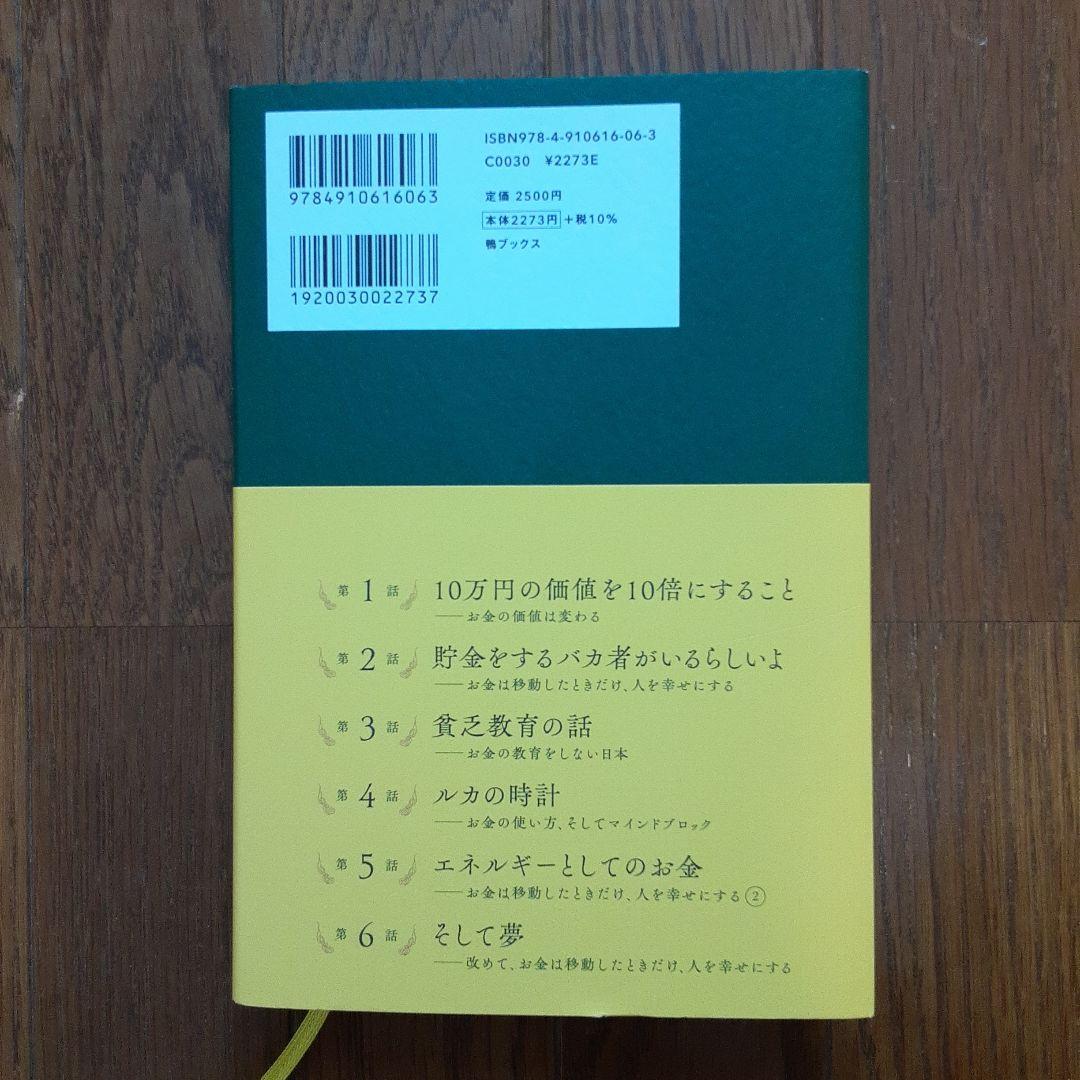 9784910616063
1920030022737
ISBN978-4-910616-06-3
C0030 ¥2273E
定価 2500円
本体2273円+税10%
鴨ブックス
第1話 10万円の価値を10倍にすること
──お金の価値は変わる
第2話 貯金をするバカ者がいるらしいよ
──お金は移動したときだけ、人を幸せにする
第3話 貧乏教育の話
──お金の教育をしない日本
第4話 ルカの時計
──お金の使い方、そしてマインドブロック
第5話 エネルギーとしてのお金
──お金は移動したときだけ、人を幸せにする②
第6話 そして夢
──改めて、お金は移動したときだけ、人を幸せにする